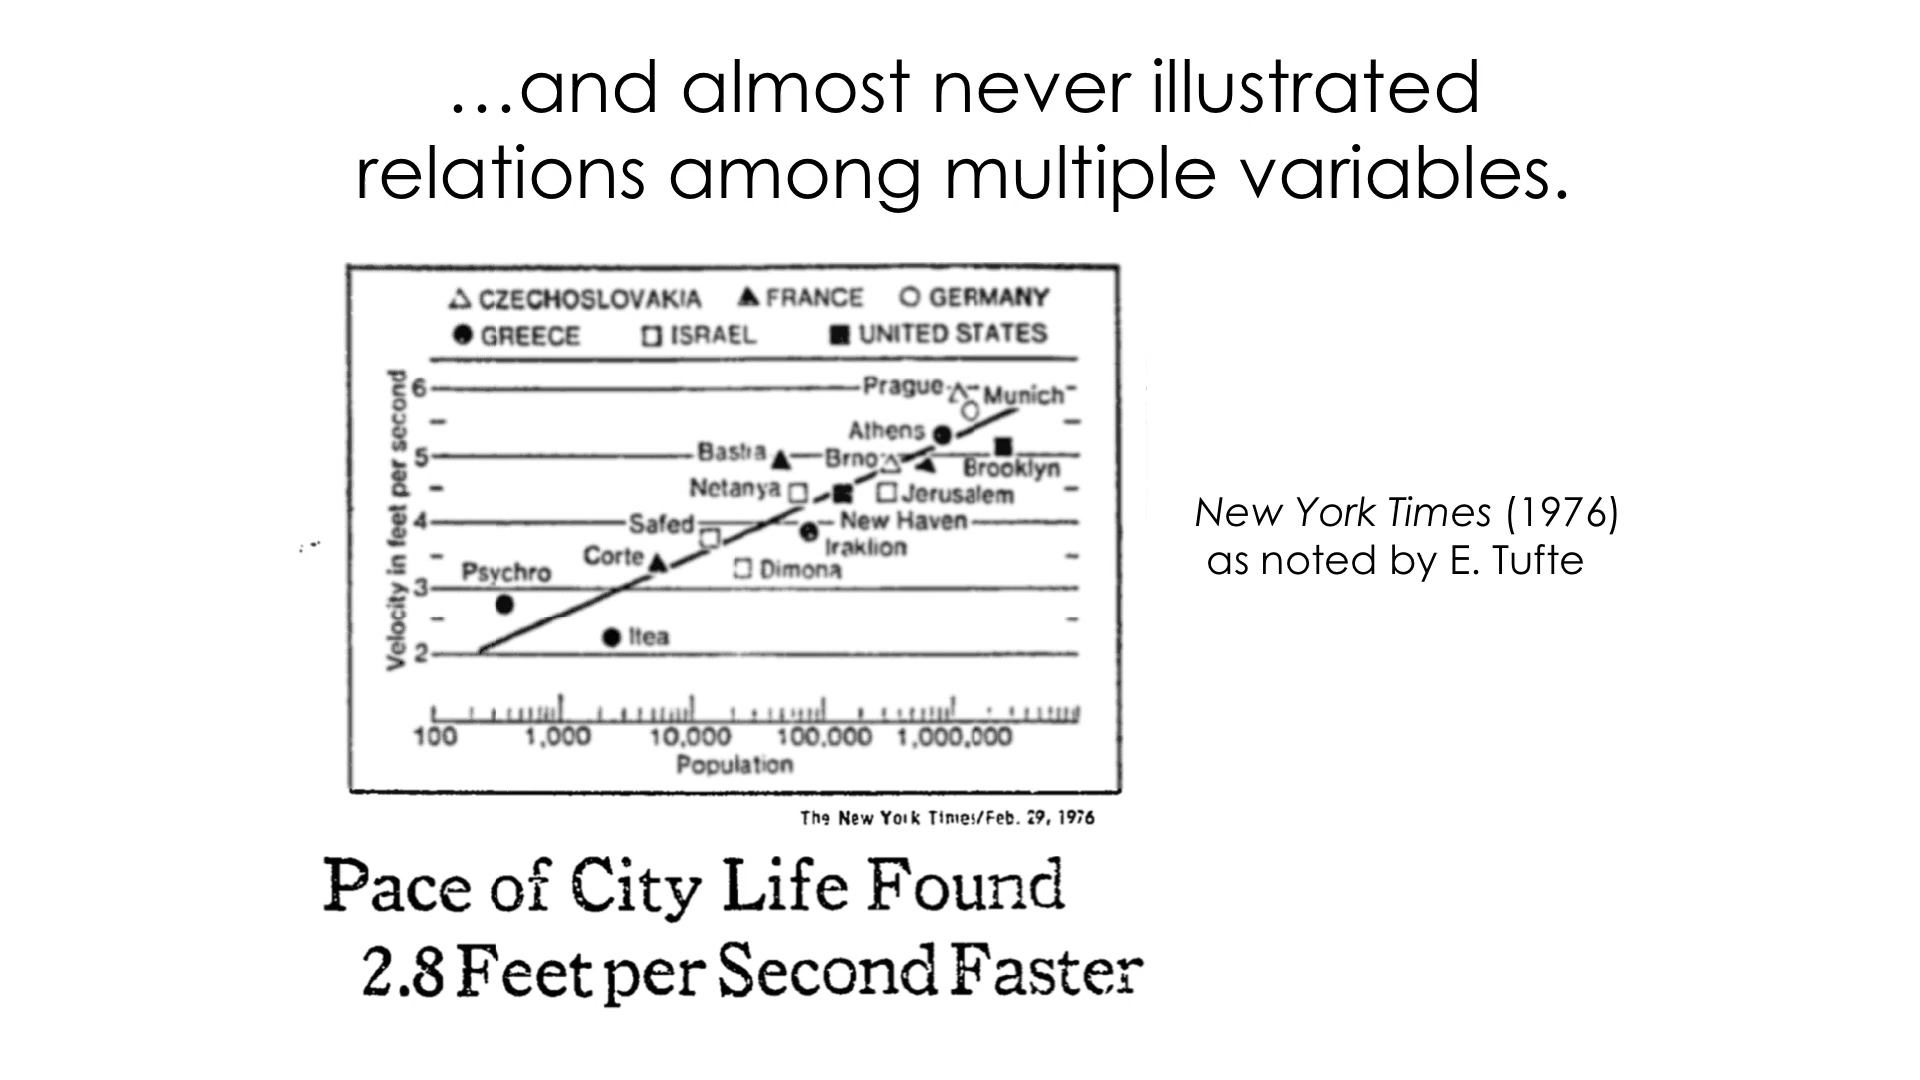 ...and almost never illustrated
relations among multiple variables.
CZECHOSLOVAKIA FRANCE GERMANY
GREECE ISRAEL UNITED STATES
Velocity in feet per second
6
5
4
3
2
Prague
Munich
Athens
Bastia
Brno
Brooklyn
Netanya
Jerusalem
Safed
New Haven
Iraklion
Corte
Dimona
Psychro
Itea
100 1,000 10,000 100,000 1,000,000
Population
The New York Times/Feb. 29, 1976
New York Times (1976)
as noted by E. Tufte
Pace of City Life Found
2.8 Feet per Second Faster